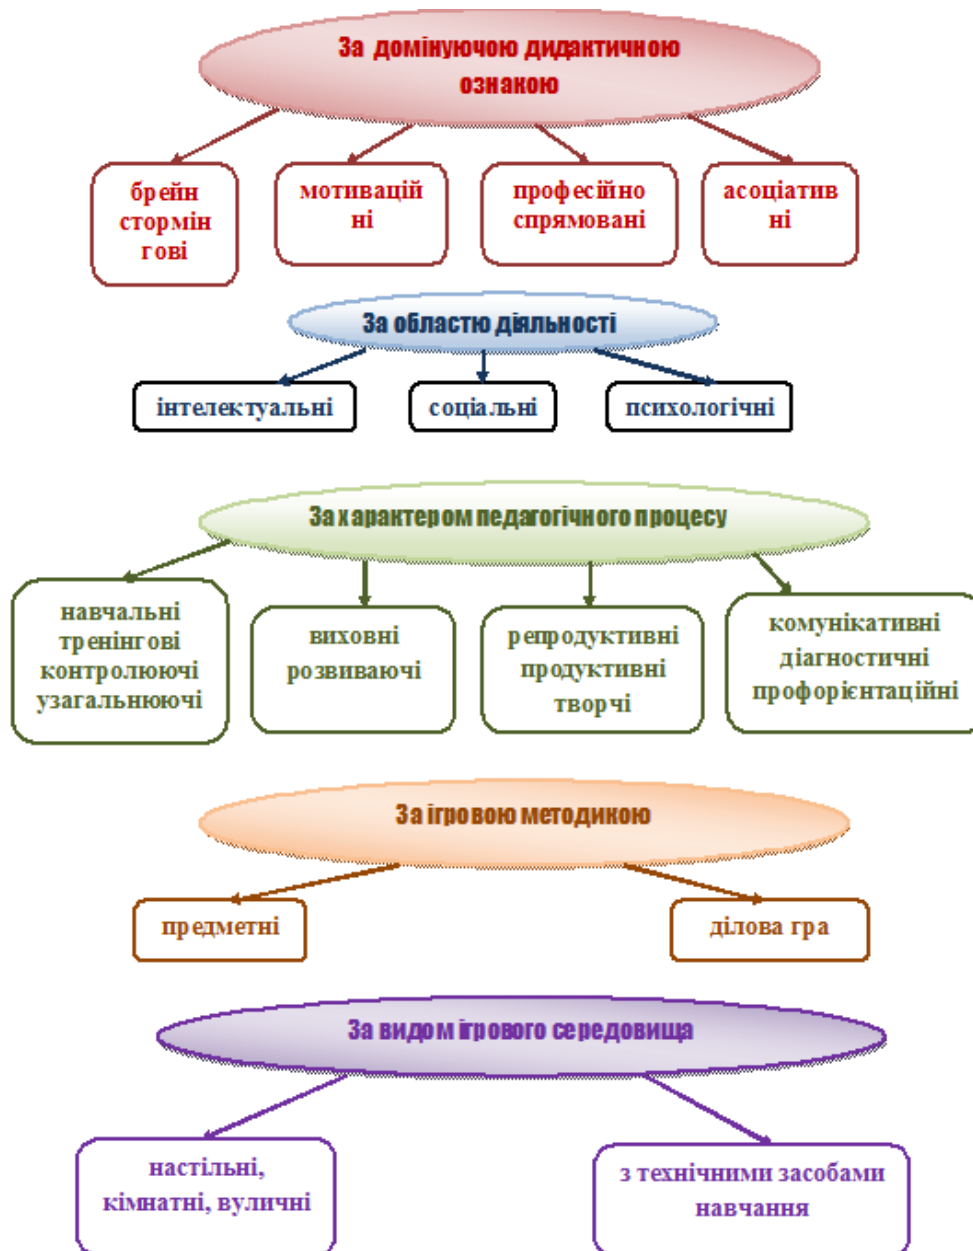 За домінуючою дидактичною
ознакою
брейн
стормін
гові
мотивацій
ні
професійно
спрямовані
асоціатив
ні
За областю діяльності
інтелектуальні
соціальні
психологічні
За характером педагогічного процесу
навчальні
тренінгові
контролюючі
узагальнюючі
виховні
розвиваючі
репродуктивні
продуктивні
творчі
комунікативні
діагностичні
профорієнтаційні
За ігровою методикою
предметні
ділова гра
За видом ігрового середовища
настільні,
кімнатні, вуличні
з технічними засобами
навчання